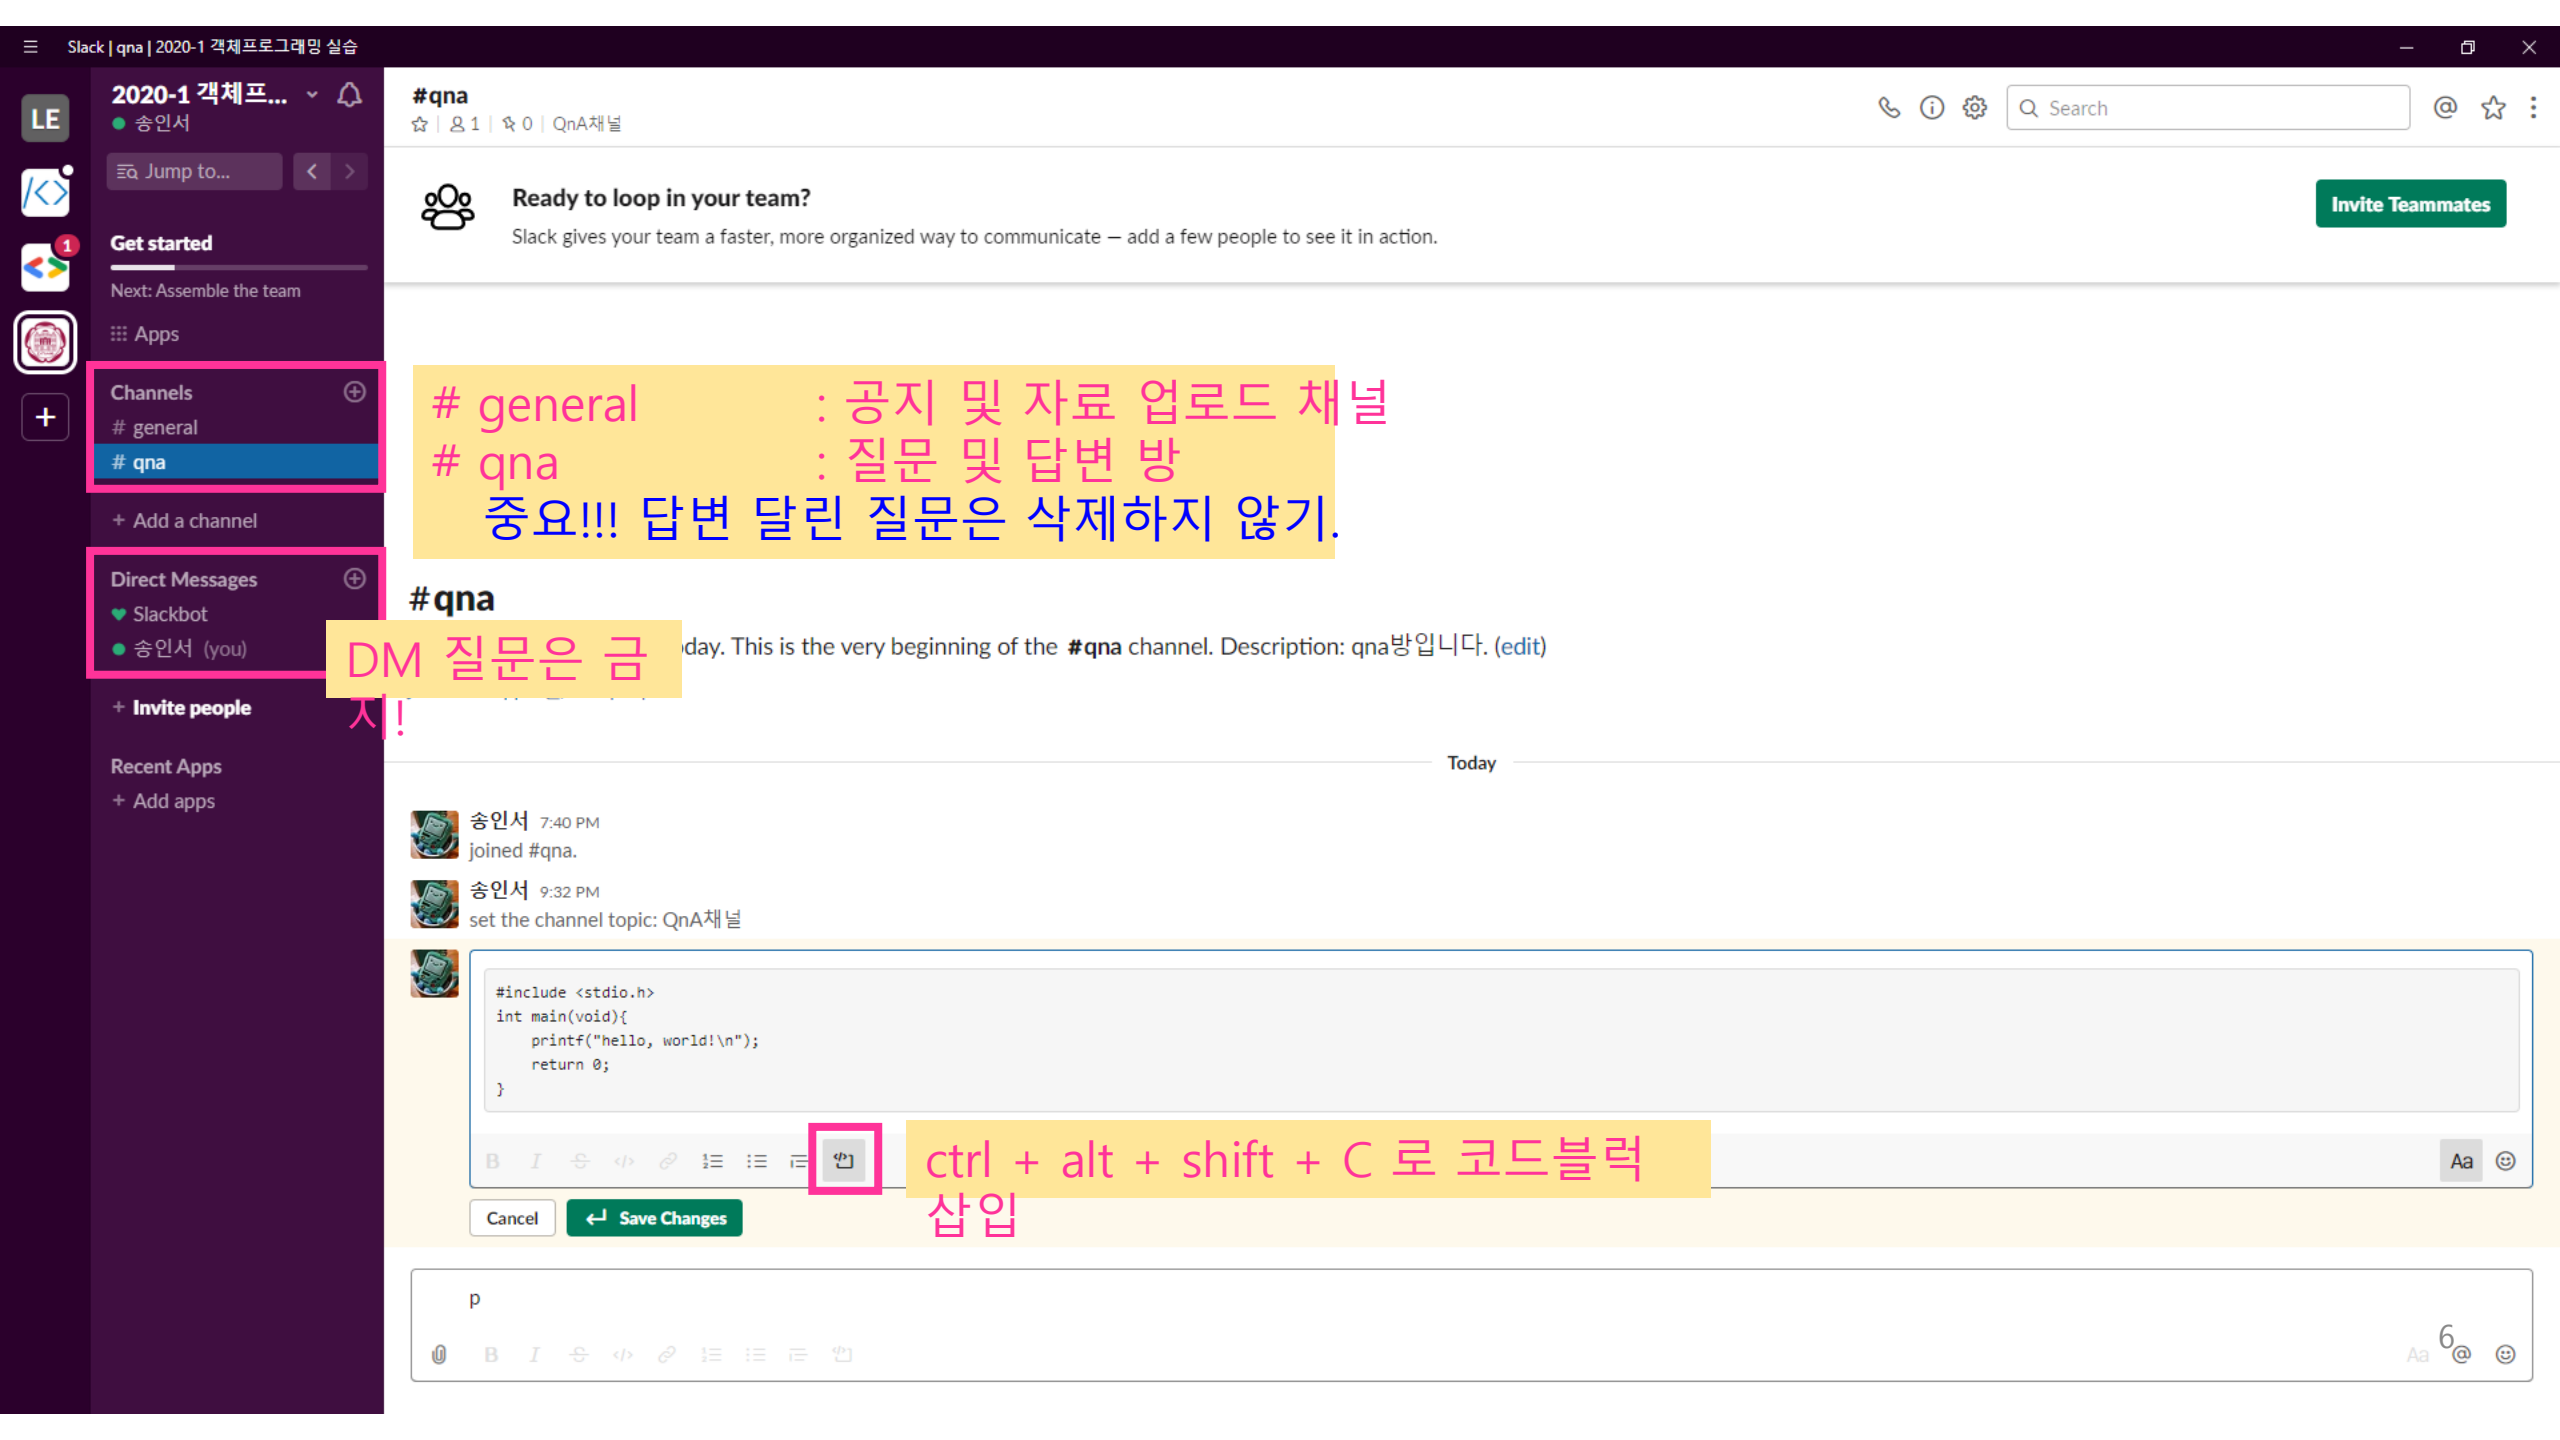 Slack | qna | 2020-1 객체프로그래밍 실습
LE
1
2020-1 객체프...
송인서
Jump to...
Get started
Next: Assemble the team
Apps
Channels
# general
# qna
+ Add a channel
Direct Messages
Slackbot
송인서 (you)
+ Invite people
Recent Apps
+ Add apps
#qna
1 | 0 | QnA채널
Search
Ready to loop in your team?
Slack gives your team a faster, more organized way to communicate — add a few people to see it in action.
Invite Teammates
# general : 공지 및 자료 업로드 채널
# qna : 질문 및 답변 방
중요!!! 답변 달린 질문은 삭제하지 않기.
#qna
This is the very beginning of the #qna channel. Description: qna방입니다. (edit)
DM 질문은 금
지!
Today
송인서 7:40 PM
joined #qna.
송인서 9:32 PM
set the channel topic: QnA채널
#include <stdio.h>
int main(void){
printf("hello, world!\n");
return 0;
}
B I S </>
Aa
ctrl + alt + shift + C 로 코드블럭
삽입
Cancel
Save Changes
p
B I S </>
Aa @
6